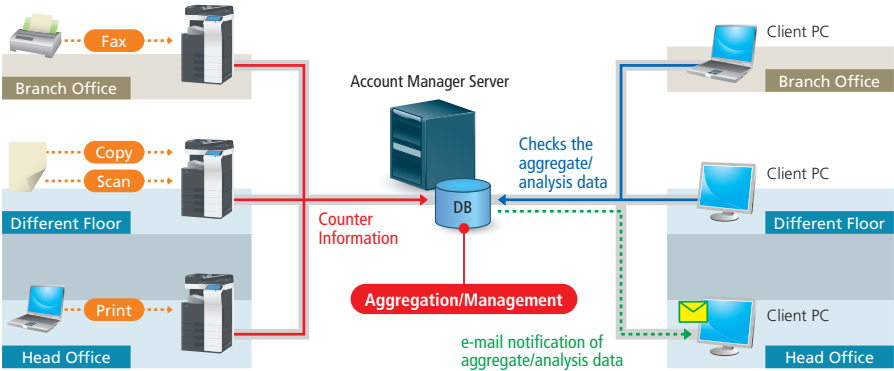 Fax
Branch Office
Copy
Scan
Different Floor
Print
Head Office
Account Manager Server
DB
Counter
Information
Aggregation/Management
Checks the
aggregate/
analysis data
e-mail notification of
aggregate/analysis data
Client PC
Branch Office
Client PC
Different Floor
Client PC
Head Office